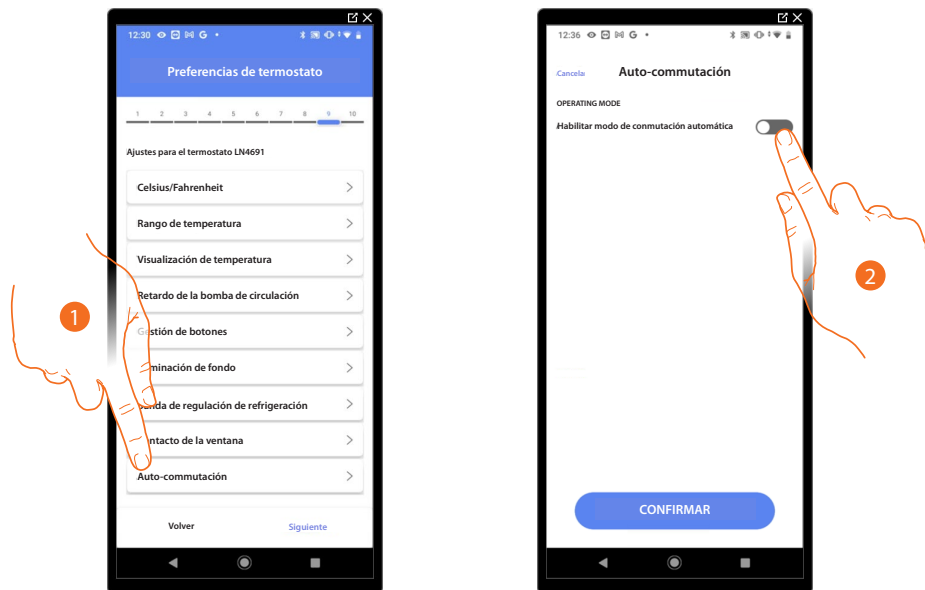 12:30
Preferencias de termostato
1 2 3 4 5 6 7 8 9 10
Ajustes para el termostato LN4691
Celsius/Fahrenheit
Rango de temperatura
Visualización de temperatura
Retardo de la bomba de circulación
Gestión de botones
minación de fondo
nda de regulación de refrigeración
ntacto de la ventana
Auto-commutación
Volver
Siguiente
1
12:36
Cancela
Auto-commutación
OPERATING MODE
Habilitar modo de conmutación automática
CONFIRMAR
2